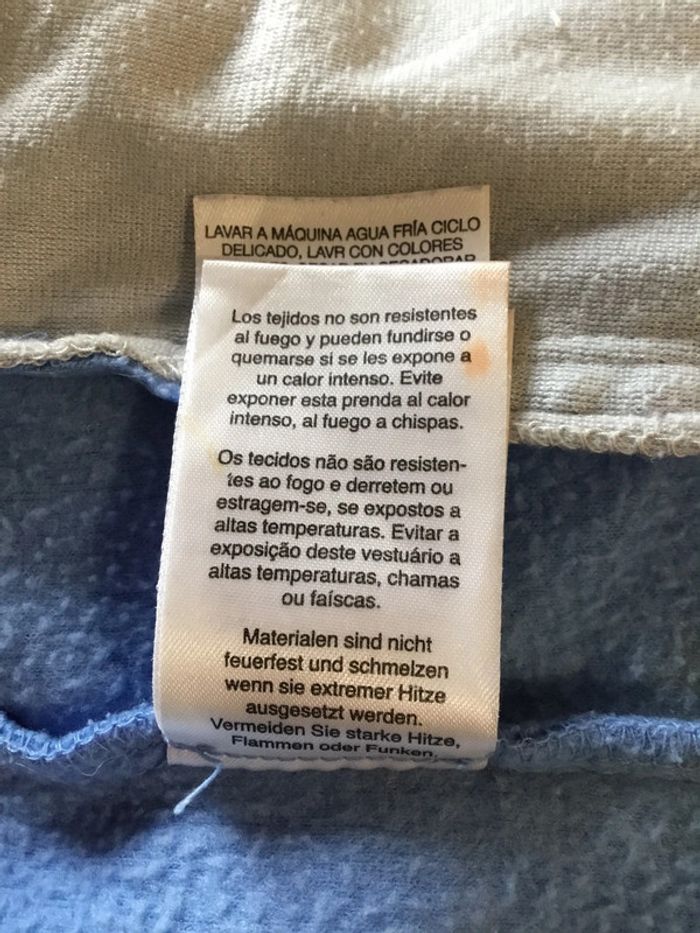 LAVAR A MÁQUINA AGUA FRÍA CICLO
DELICADO, LAVR CON COLORES
Los tejidos no son resistentes
al fuego y pueden fundirse o
quemarse si se les expone a
un calor intenso. Evite
exponer esta prenda al calor
intenso, al fuego a chispas.
Os tecidos não são resisten-
tes ao fogo e derretem ou
estragem-se, se expostos a
altas temperaturas. Evitar a
exposição deste vestuário a
altas temperaturas, chamas
ou faíscas.
Materialen sind nicht
feuerfest und schmelzen
wenn sie extremer Hitze
ausgesetzt werden.
Vermeiden Sie starke Hitze,
Flammen oder Funken.